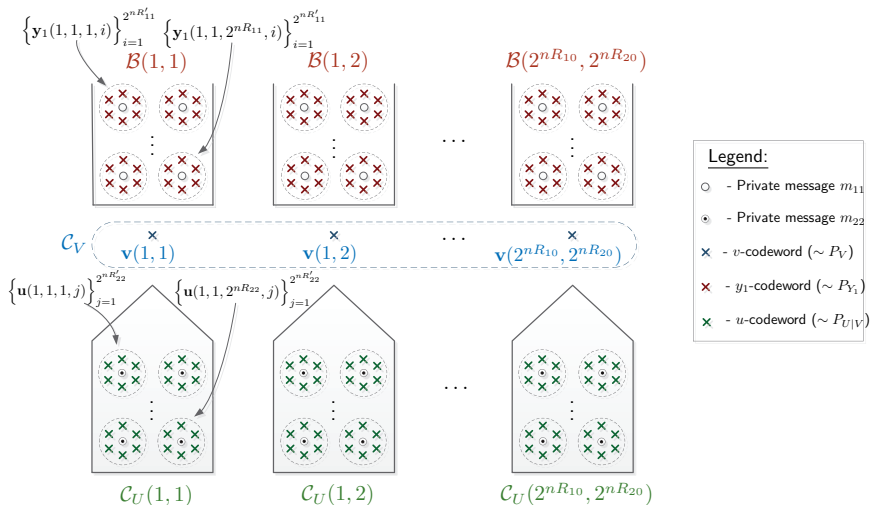 {y₁(1, 1, 1, i)}_{i=1}^{2^{nR′₁₁}} {y₁(1, 1, 2^{nR₁₁}, i)}_{i=1}^{2^{nR′₁₁}}
ℬ(1, 1) ℬ(1, 2) ℬ(2^{nR₁₀}, 2^{nR₂₀})
⋮ ⋮ ⋯ ⋮
𝒞_V v(1, 1) v(1, 2) ⋯ v(2^{nR₁₀}, 2^{nR₂₀})
{u(1, 1, 1, j)}_{j=1}^{2^{nR′₂₂}} {u(1, 1, 2^{nR₂₂}, j)}_{j=1}^{2^{nR′₂₂}}
⋮ ⋮ ⋯ ⋮
𝒞_U(1, 1) 𝒞_U(1, 2) 𝒞_U(2^{nR₁₀}, 2^{nR₂₀})
Legend:
- Private message m₁₁
- Private message m₂₂
- v-codeword (∼ P_V)
- y₁-codeword (∼ P_{Y₁})
- u-codeword (∼ P_{U|V})